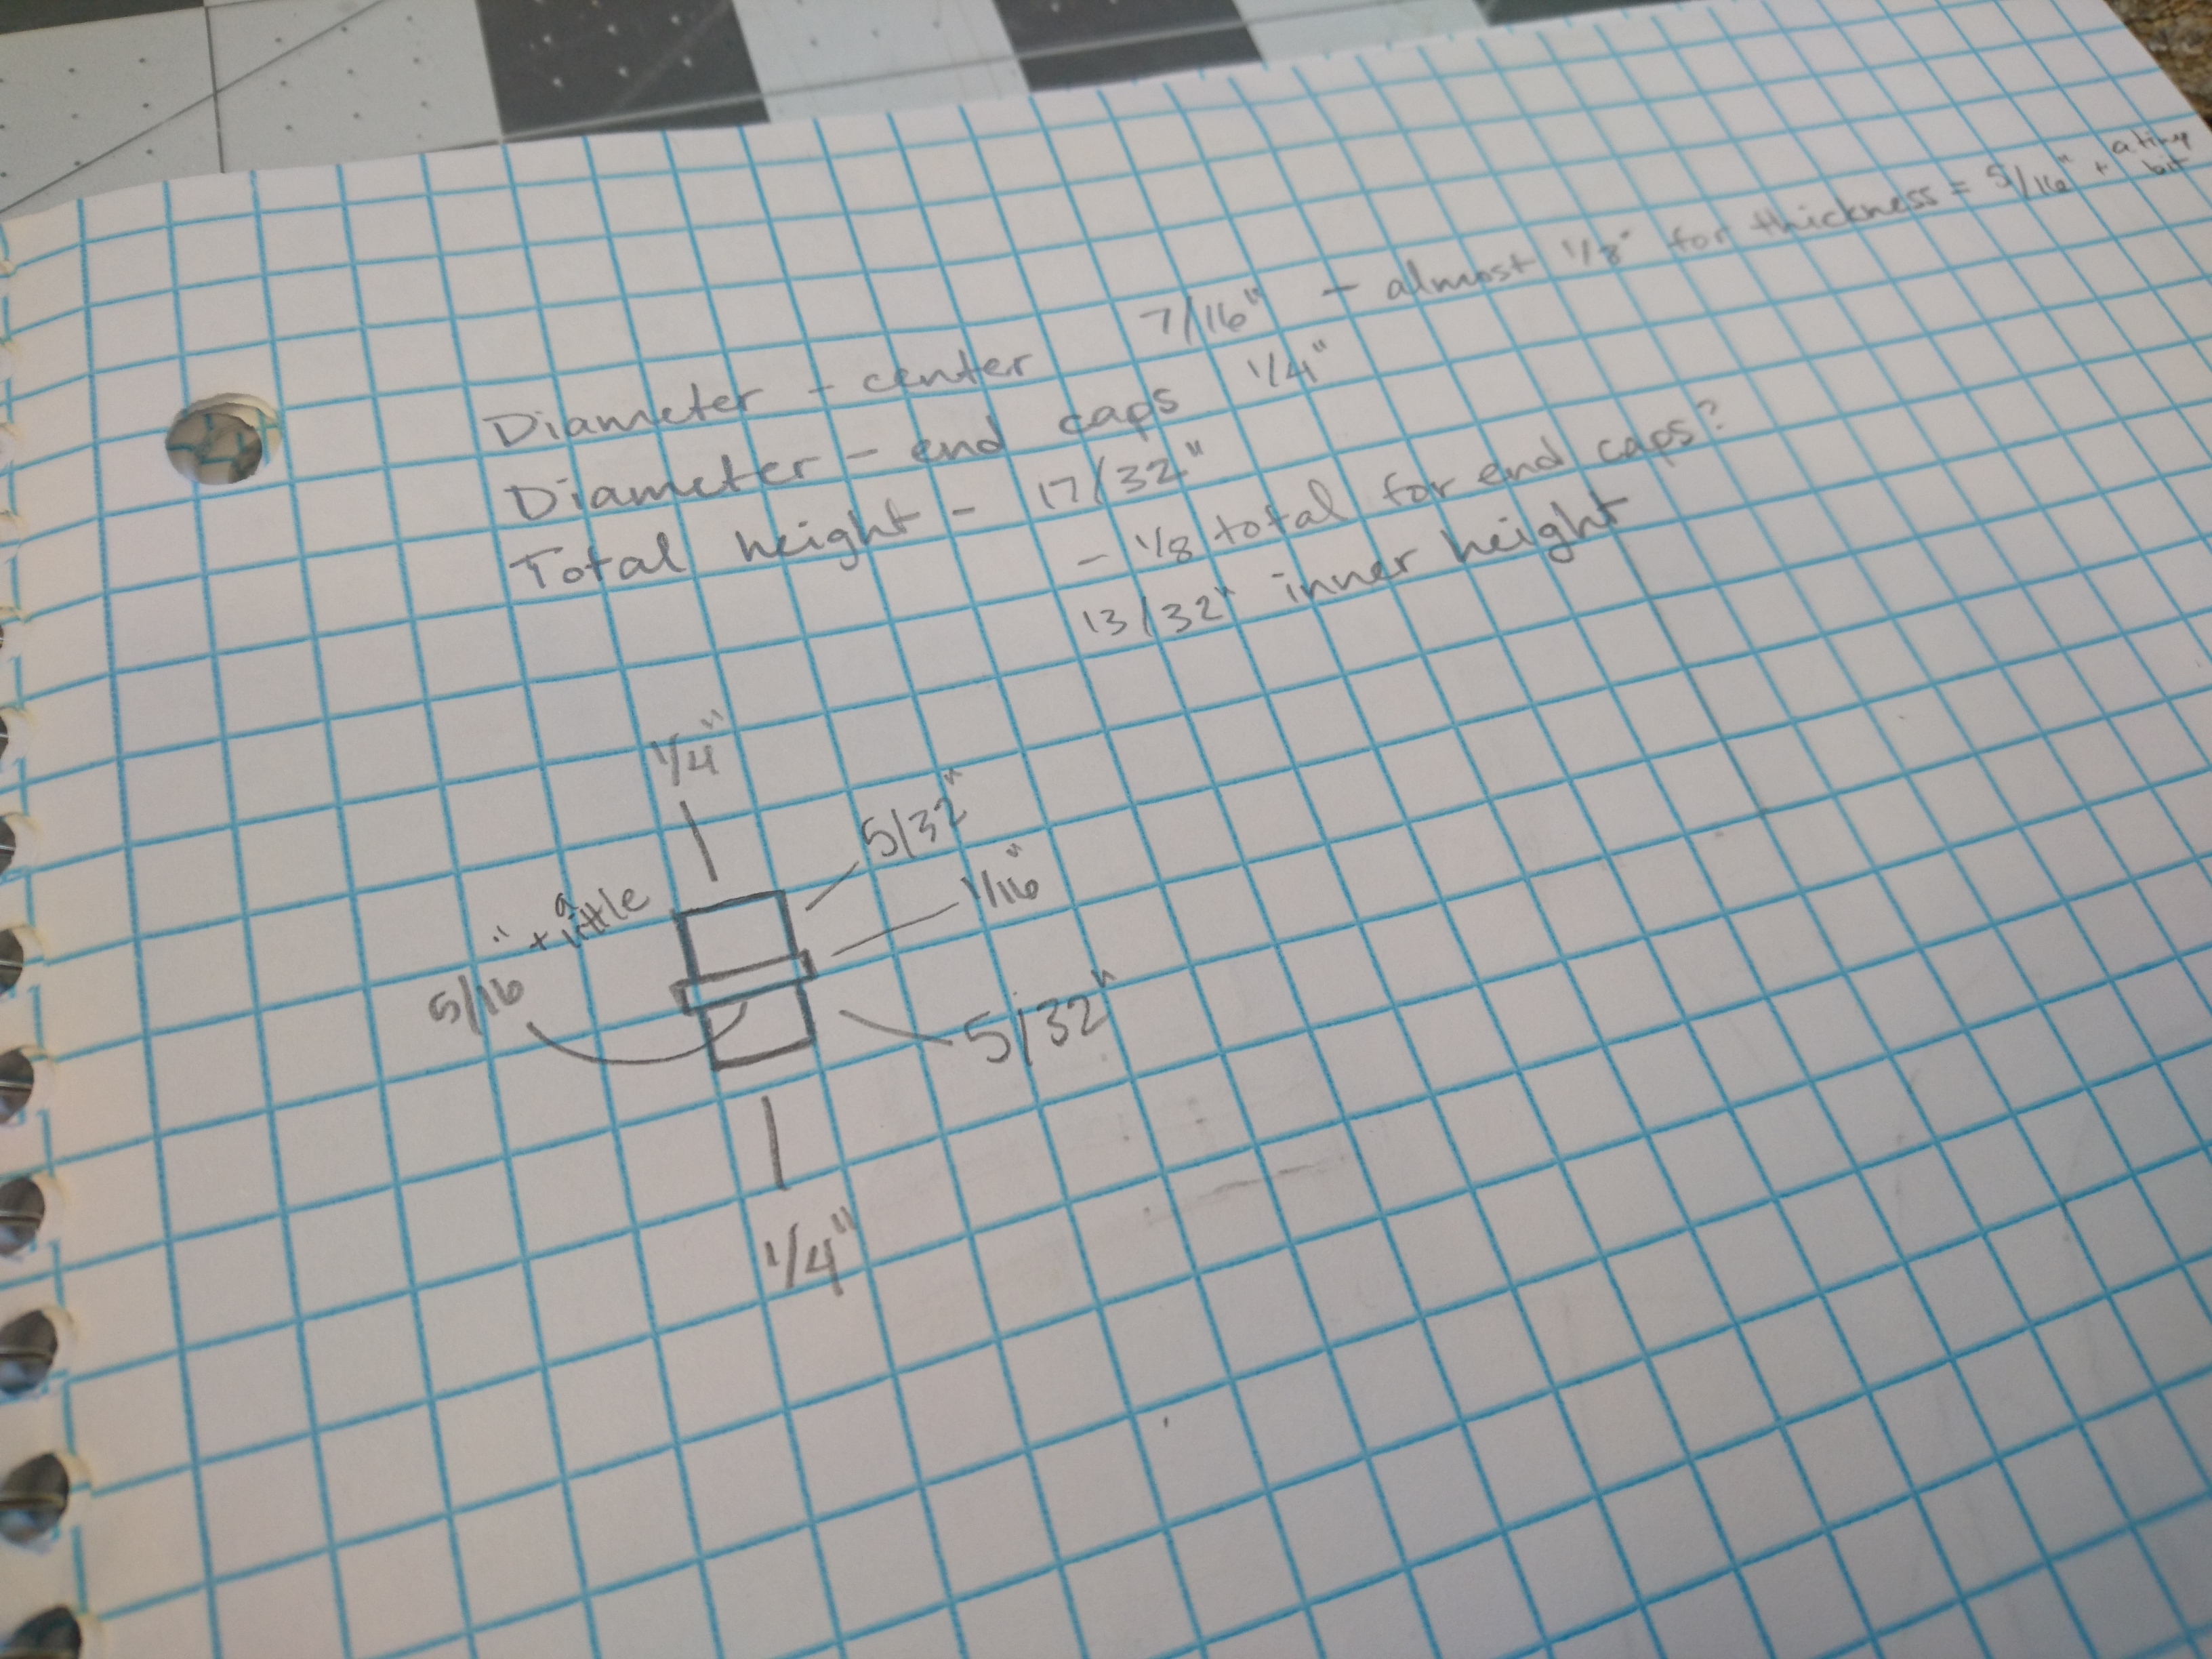 Diameter - center 7/16" - almost 1/8" for thickness = 5/16" + a tiny bit
Diameter - end caps 1/4"
Total height - 17/32"
- 1/8 total for end caps?
13/32" inner height
1/4"
5/32"
1/16"
5/16" + a little
5/32"
1/4"